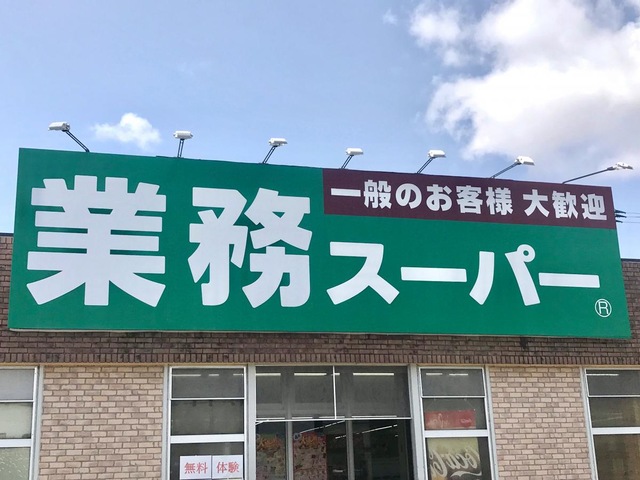 一般のお客様 大歓迎
業務スーパー
®
無料 体験